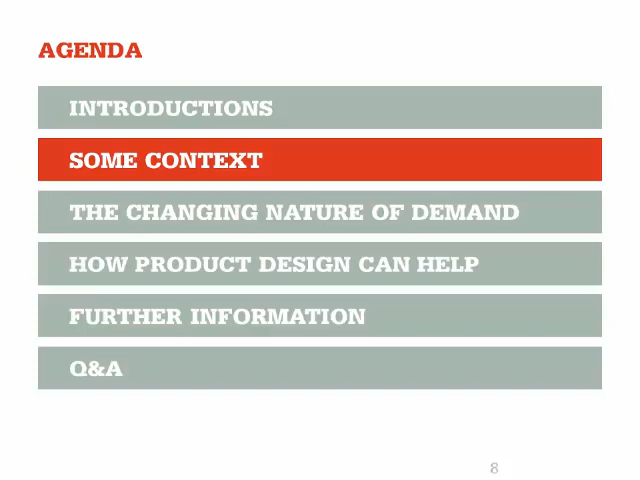 AGENDA
INTRODUCTIONS
SOME CONTEXT
THE CHANGING NATURE OF DEMAND
HOW PRODUCT DESIGN CAN HELP
FURTHER INFORMATION
Q&A
8